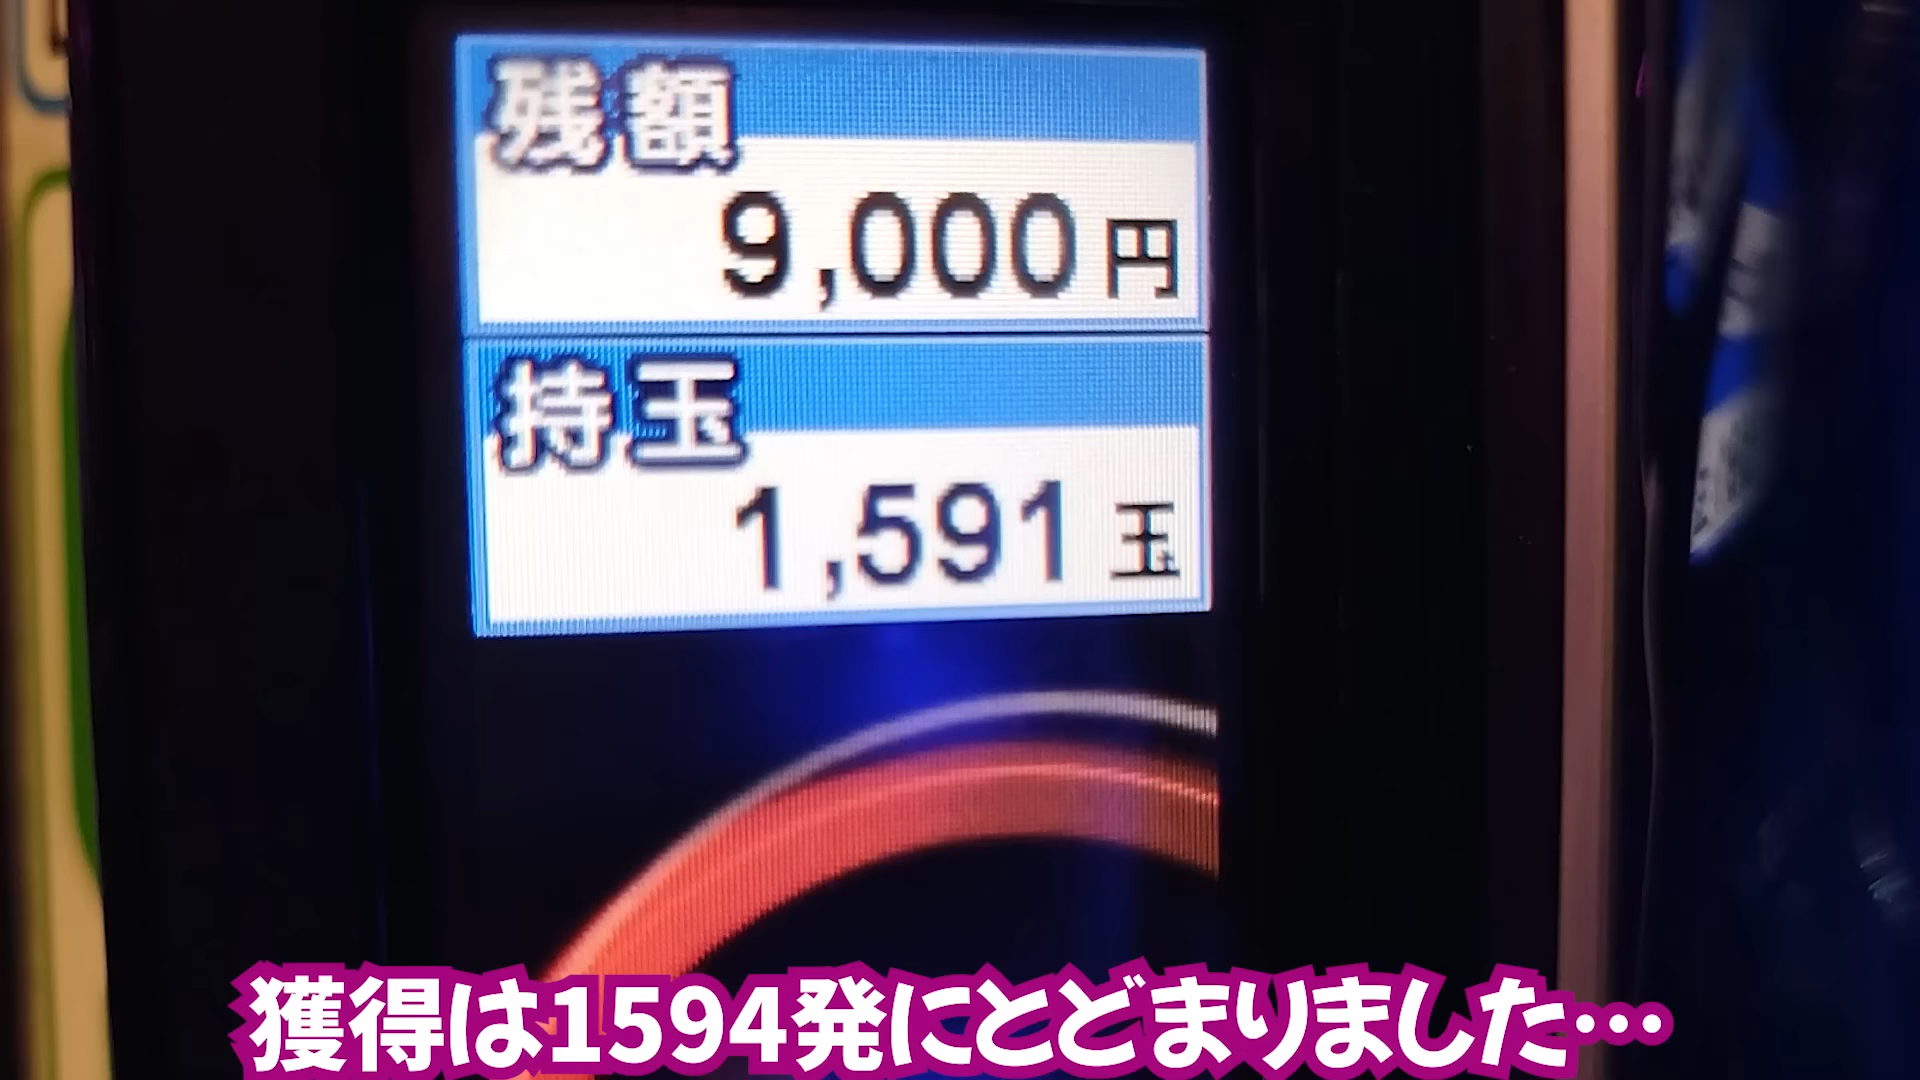 残額
9,000円
持玉
1,591玉
獲得は1594発にとどまりました…